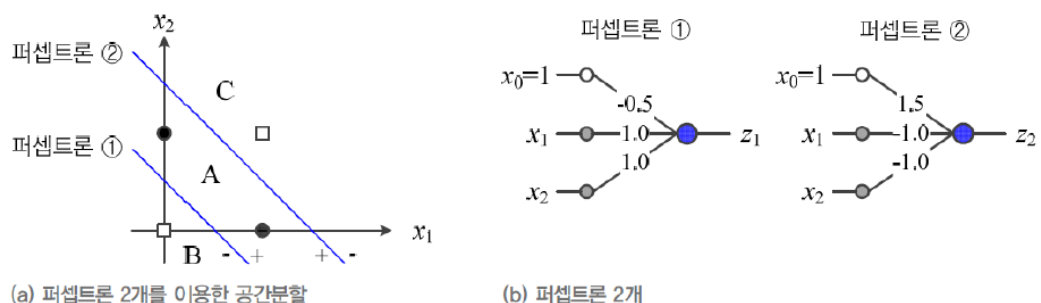 x₂
퍼셉트론 ②
C
퍼셉트론 ①
A
x₁
B
- + + -
(a) 퍼셉트론 2개를 이용한 공간분할
퍼셉트론 ①
x₀=1
-0.5
x₁
1.0
z₁
1.0
x₂
퍼셉트론 ②
x₀=1
1.5
x₁
-1.0
z₂
-1.0
x₂
(b) 퍼셉트론 2개